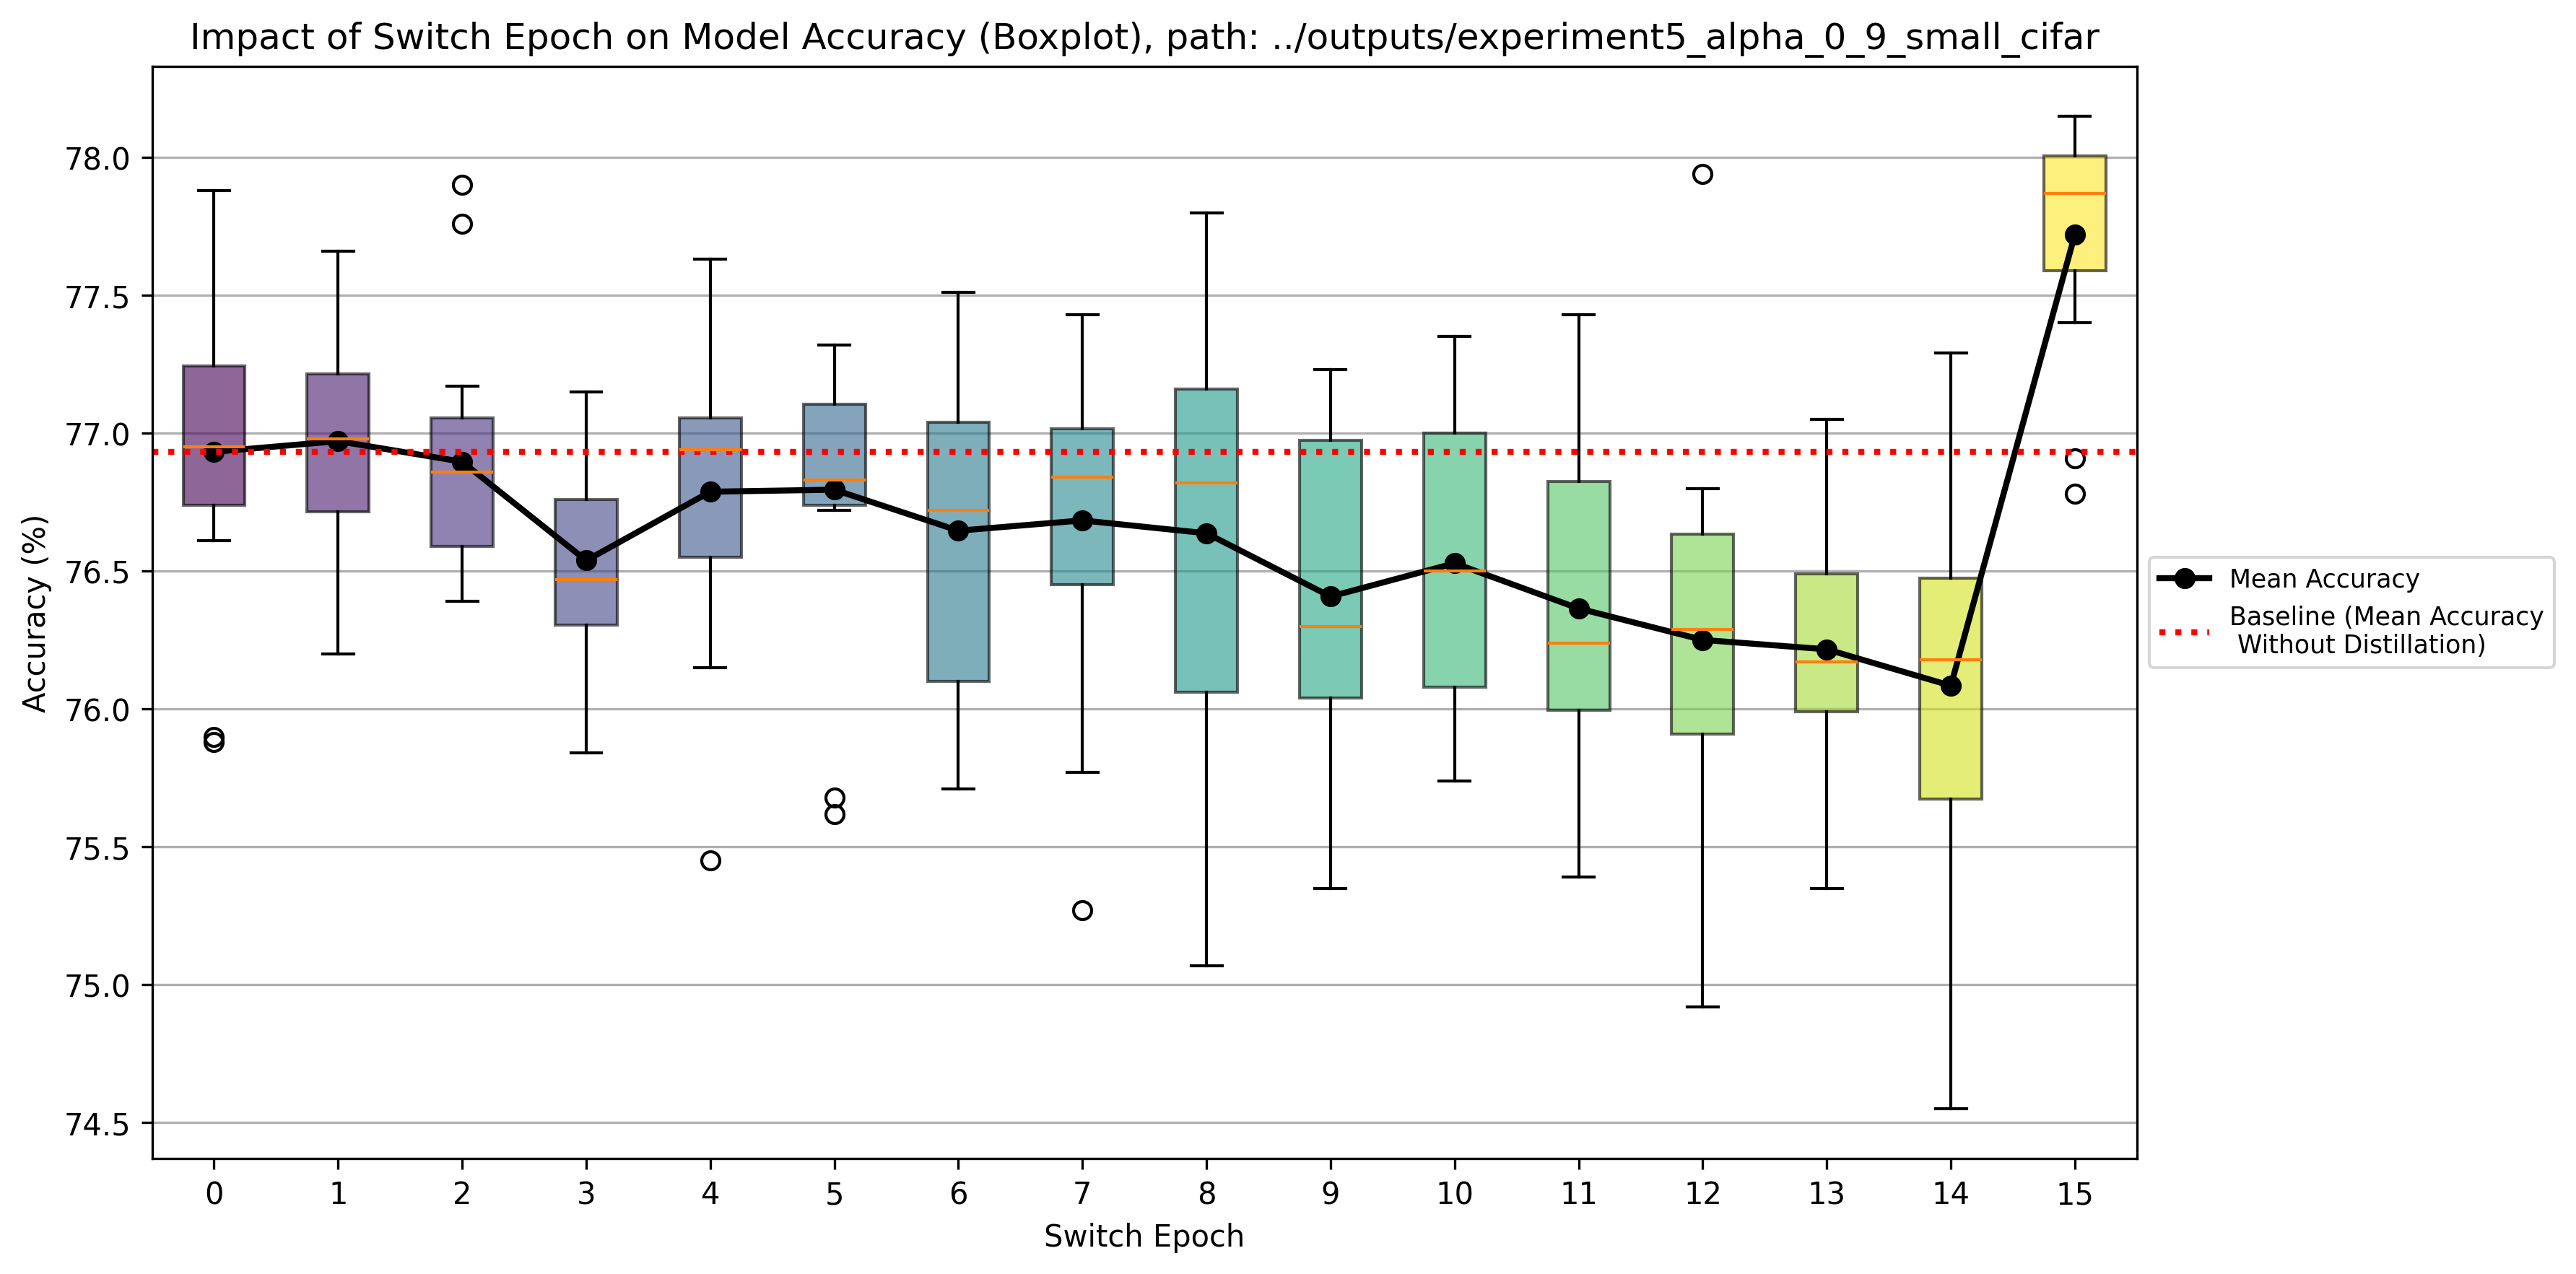 Impact of Switch Epoch on Model Accuracy (Boxplot), path: ../outputs/experiment5_alpha_0_9_small_cifar
Accuracy (%)
78.0
77.5
77.0
76.5
76.0
75.5
75.0
74.5
0 1 2 3 4 5 6 7 8 9 10 11 12 13 14 15
Switch Epoch
Mean Accuracy
Baseline (Mean Accuracy
Without Distillation)